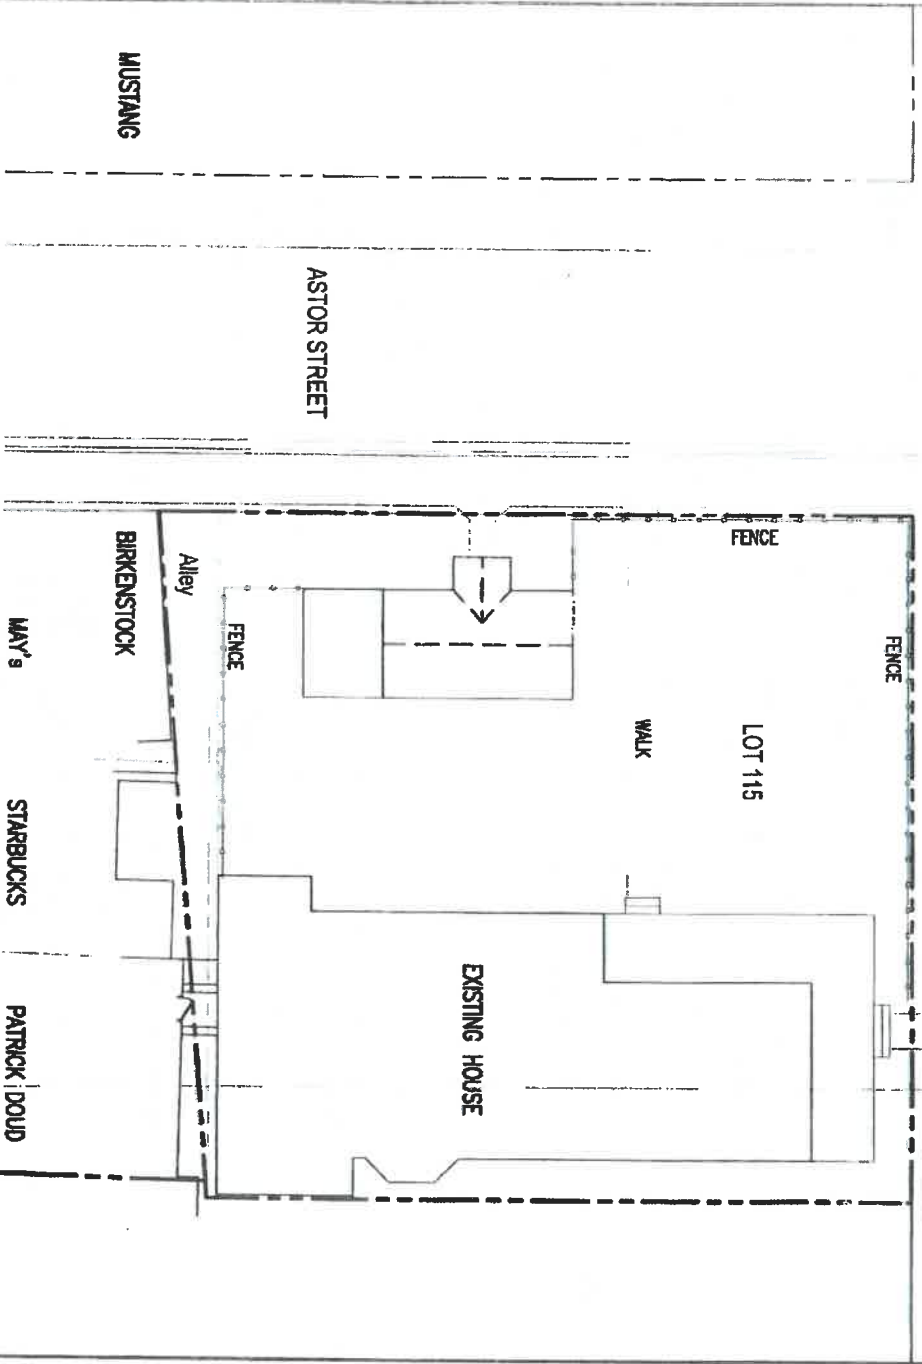 FENCE
LOT 115
FENCE
WALK
EXISTING HOUSE
ASTOR STREET
FENCE
Alley
MUSTANG
BIRKENSTOCK
MAY's
STARBUCKS
PATRICK DOUD